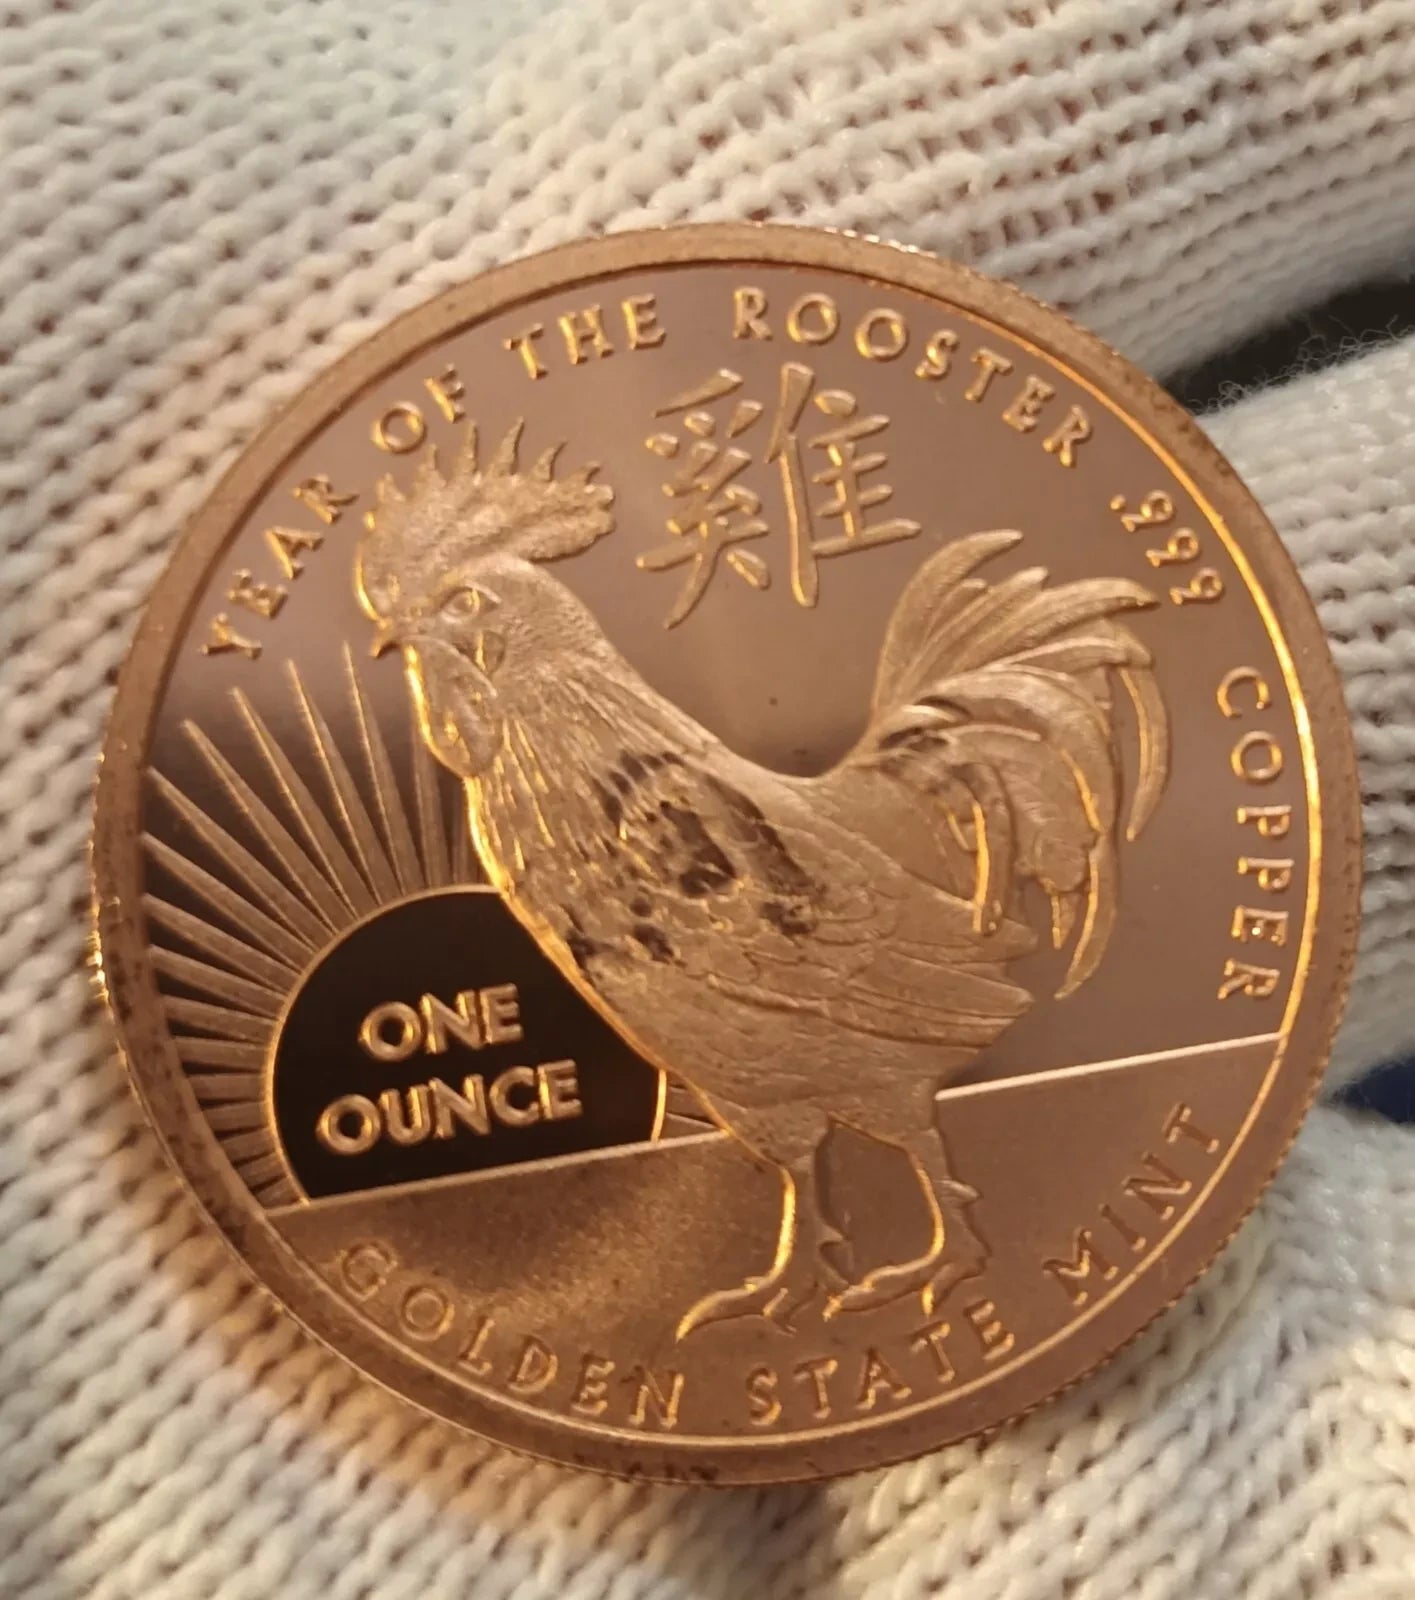 YEAR OF THE ROOSTER .999 COPPER
雞
ONE
OUNCE
GOLDEN STATE MINT